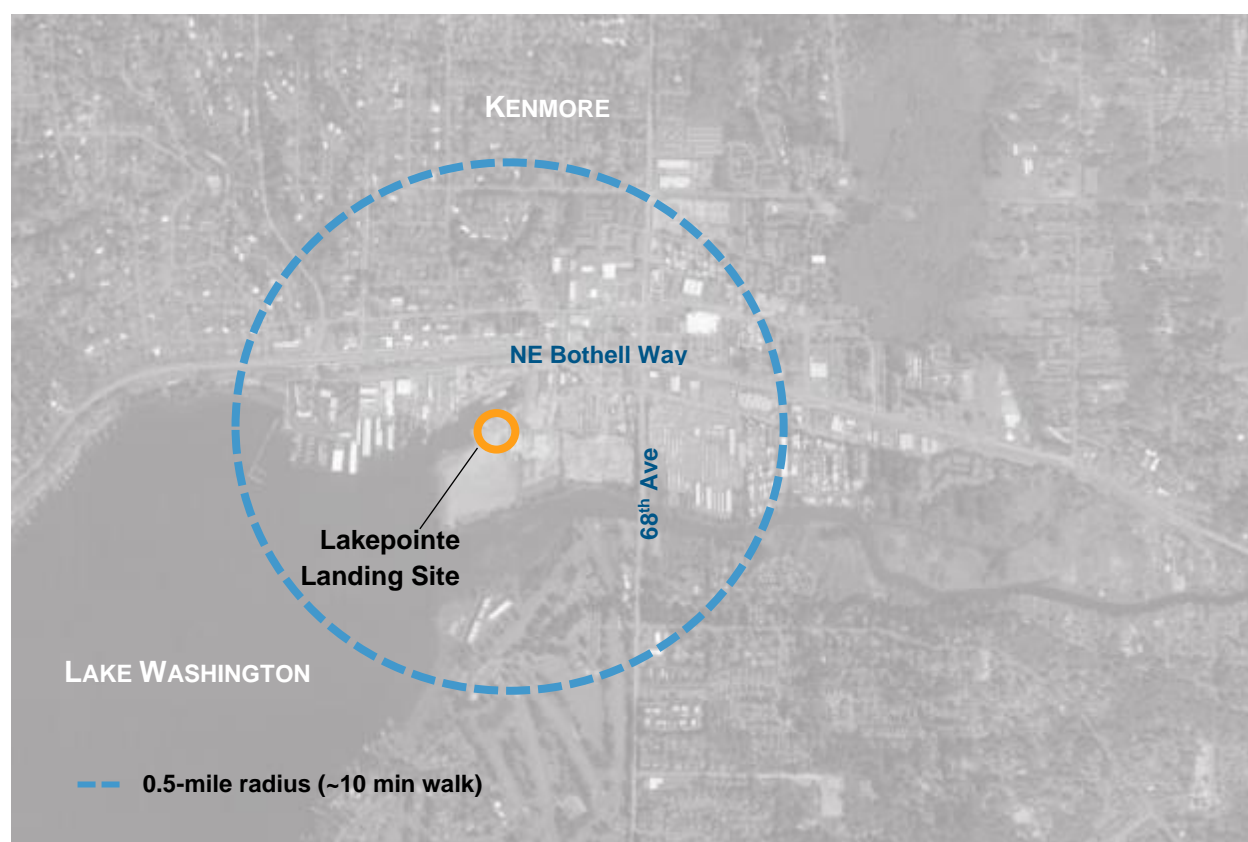 KENMORE
NE Bothell Way
68th Ave
Lakepointe
Landing Site
LAKE WASHINGTON
0.5-mile radius (~10 min walk)